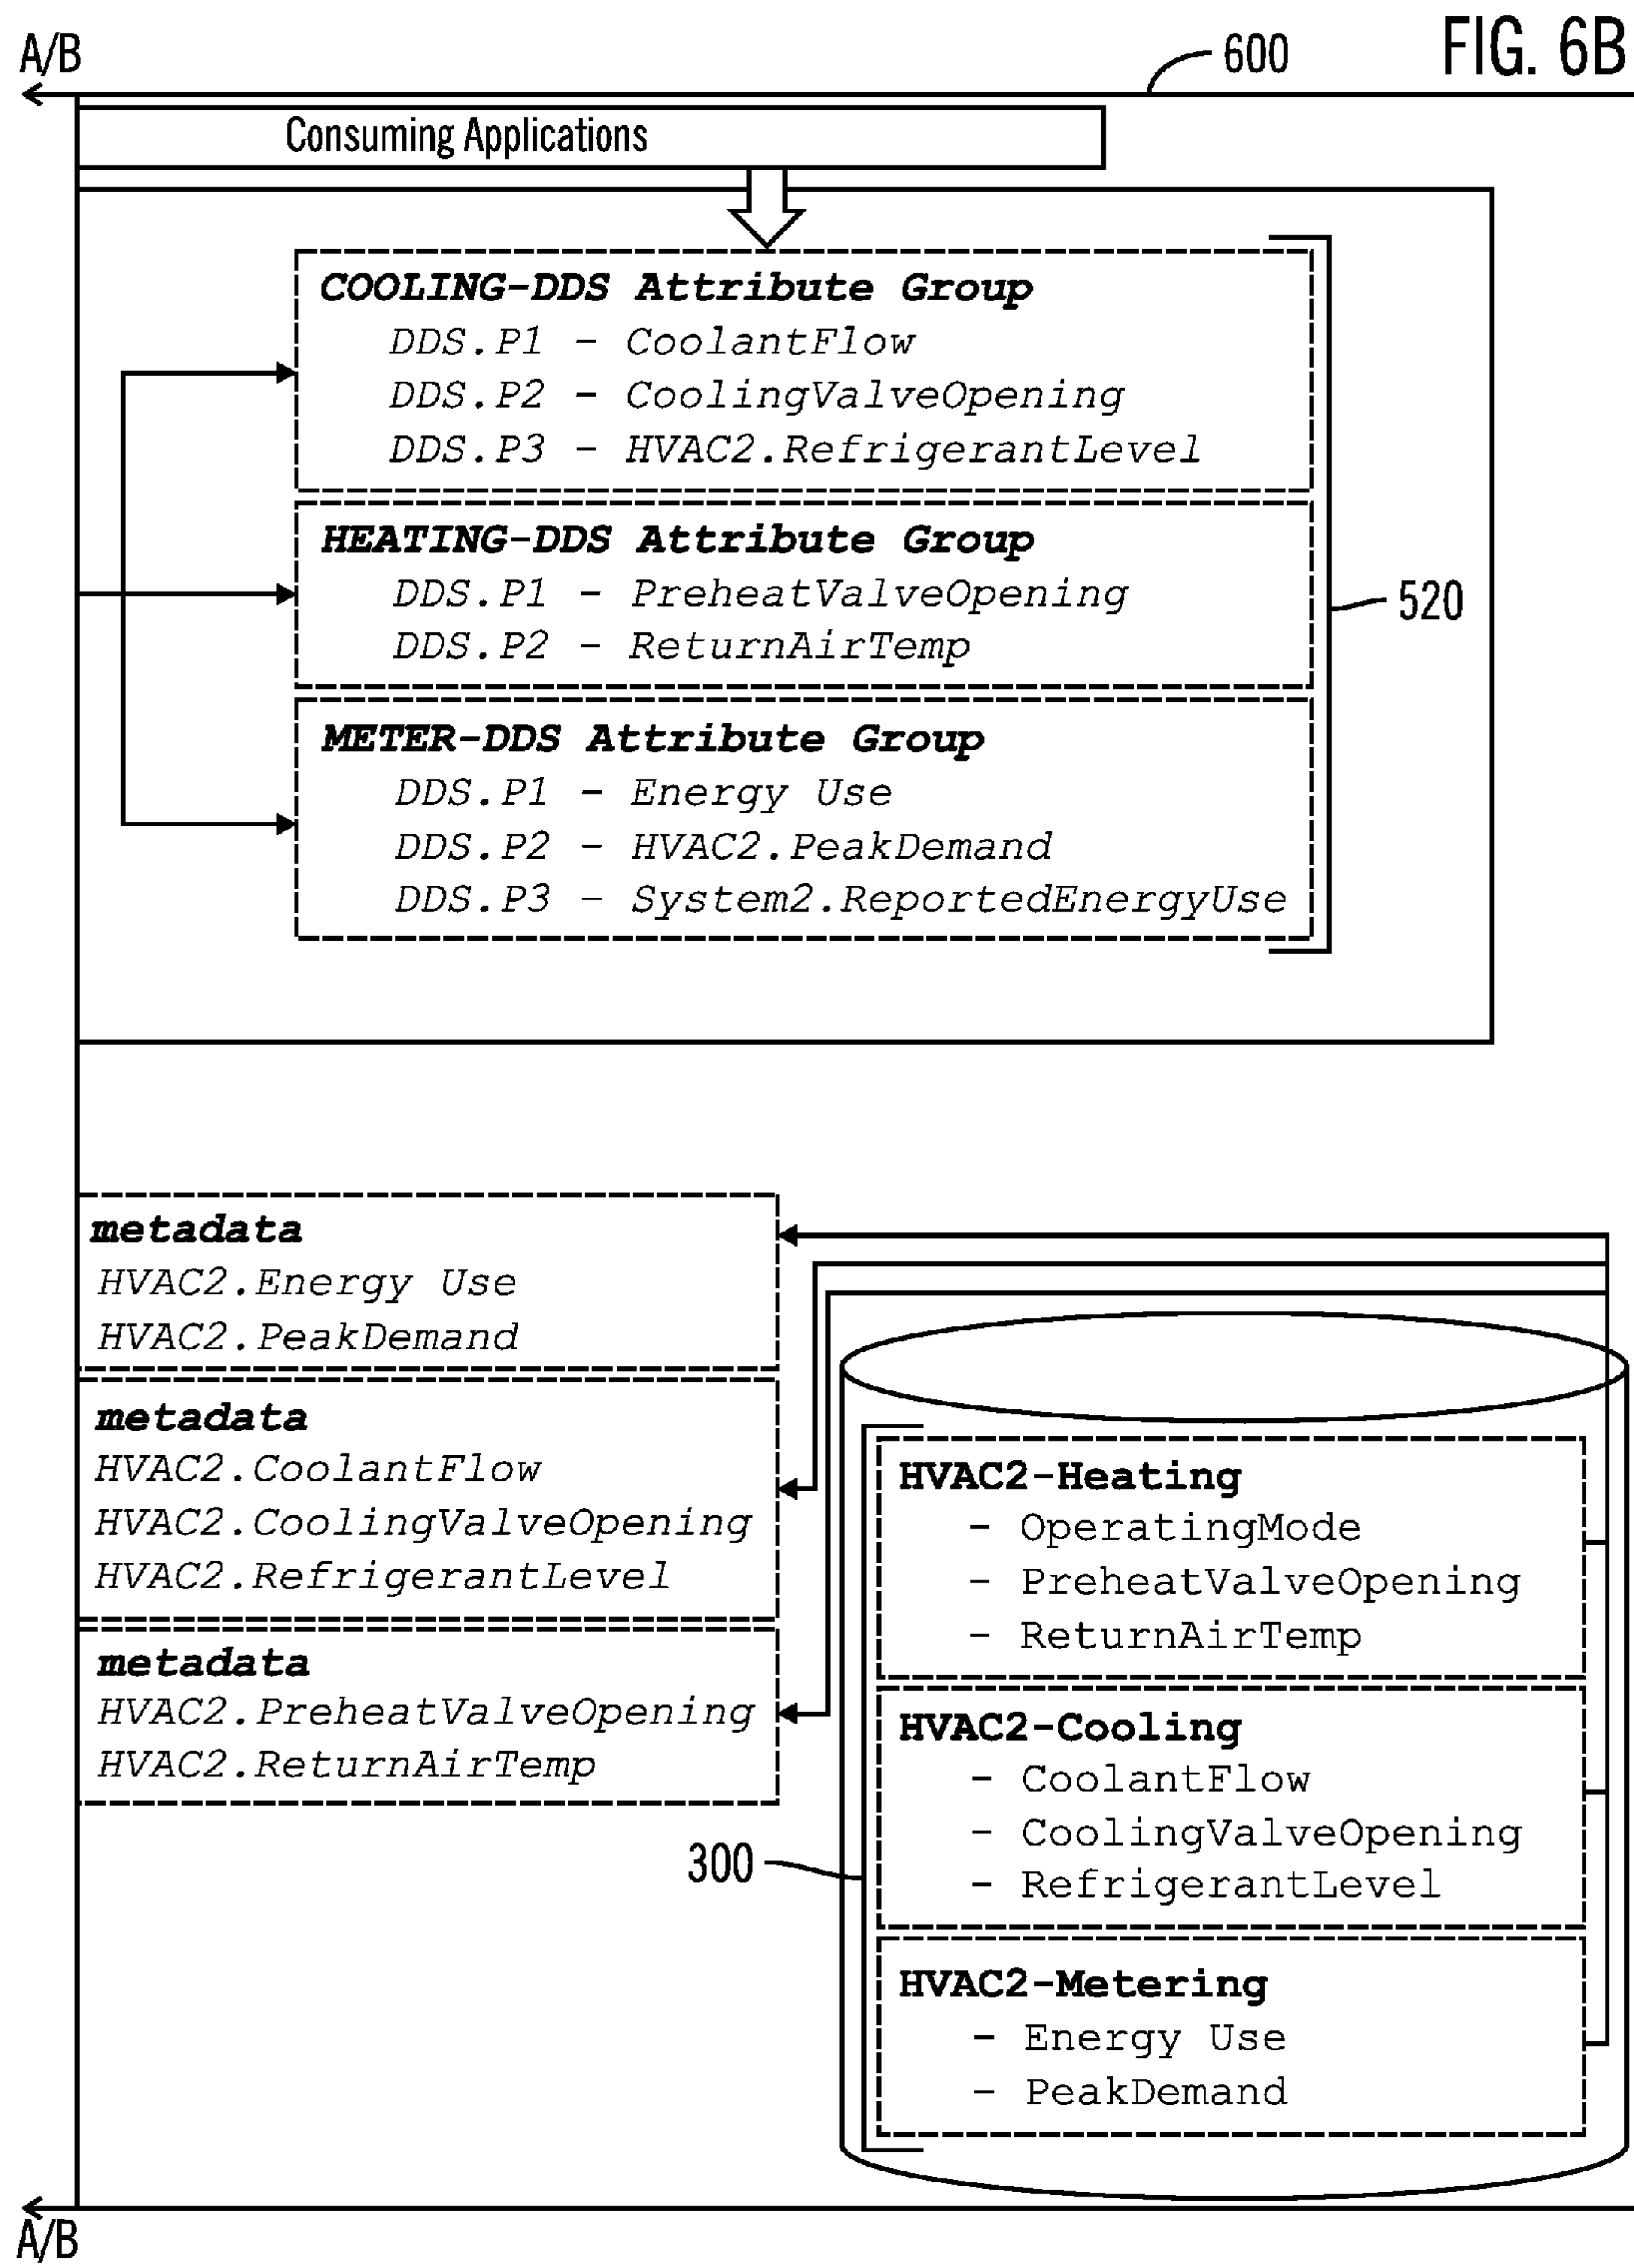 A/B
600
FIG. 6B
Consuming Applications
COOLING-DDS Attribute Group
DDS.P1 - CoolantFlow
DDS.P2 - CoolingValveOpening
DDS.P3 - HVAC2.RefrigerantLevel
HEATING-DDS Attribute Group
DDS.P1 - PreheatValveOpening
DDS.P2 - ReturnAirTemp
520
METER-DDS Attribute Group
DDS.P1 - Energy Use
DDS.P2 - HVAC2.PeakDemand
DDS.P3 - System2.ReportedEnergyUse
metadata
HVAC2.Energy Use
HVAC2.PeakDemand
metadata
HVAC2.CoolantFlow
HVAC2.CoolingValveOpening
HVAC2.RefrigerantLevel
metadata
HVAC2.PreheatValveOpening
HVAC2.ReturnAirTemp
300
HVAC2-Heating
- OperatingMode
- PreheatValveOpening
- ReturnAirTemp
HVAC2-Cooling
- CoolantFlow
- CoolingValveOpening
- RefrigerantLevel
HVAC2-Metering
- Energy Use
- PeakDemand
A/B